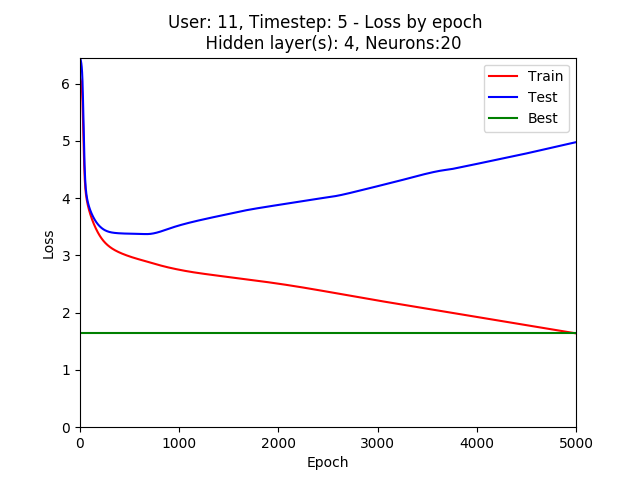 User: 11, Timestep: 5 - Loss by epoch
Hidden layer(s): 4, Neurons:20
Train
Test
Best
Loss
6
5
4
3
2
1
0
0 1000 2000 3000 4000 5000
Epoch